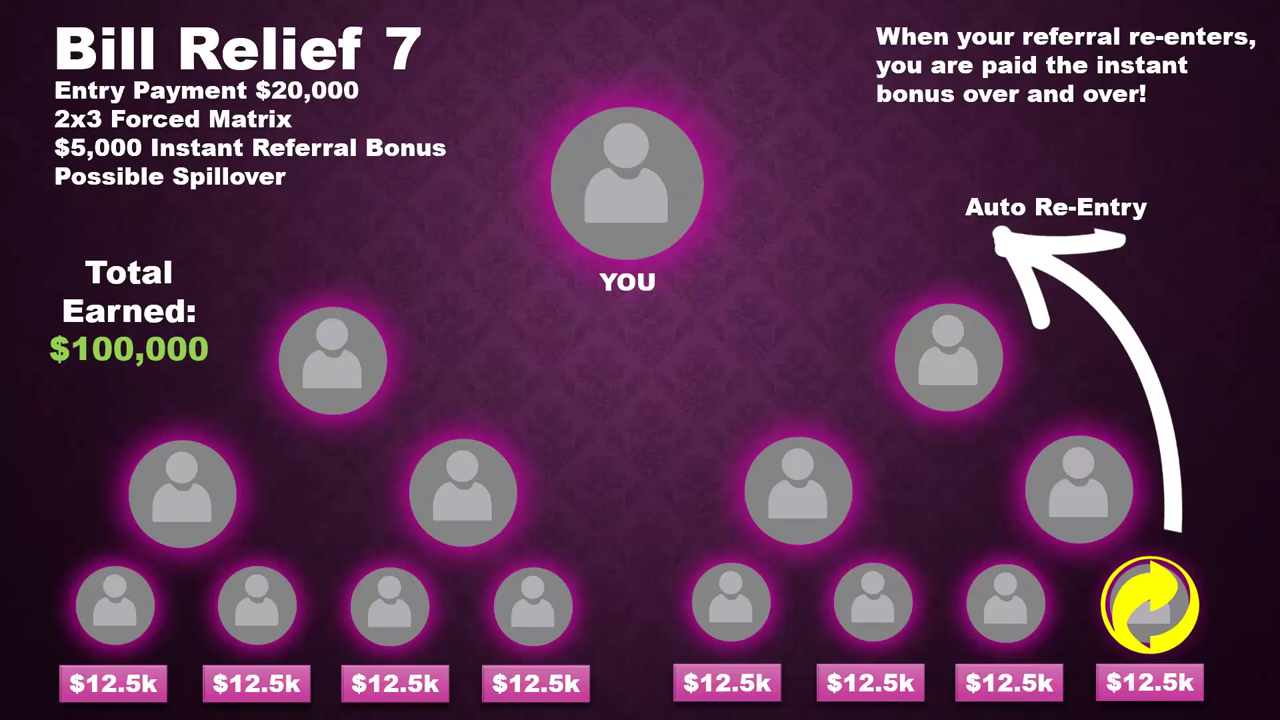 Bill Relief 7
Entry Payment $20,000
2x3 Forced Matrix
$5,000 Instant Referral Bonus
Possible Spillover
When your referral re-enters,
you are paid the instant
bonus over and over!
Auto Re-Entry
YOU
Total
Earned:
$100,000
$12.5k $12.5k $12.5k $12.5k $12.5k $12.5k $12.5k $12.5k